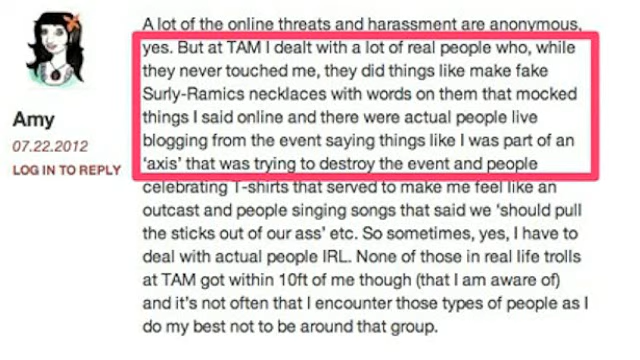 A lot of the online threats and harassment are anonymous,
yes. But at TAM I dealt with a lot of real people who, while
they never touched me, they did things like make fake
Surly-Ramics necklaces with words on them that mocked
things I said online and there were actual people live
blogging from the event saying things like I was part of an
‘axis’ that was trying to destroy the event and people
celebrating T-shirts that served to make me feel like an
outcast and people singing songs that said we ‘should pull
the sticks out of our ass’ etc. So sometimes, yes, I have to
deal with actual people IRL. None of those in real life trolls
at TAM got within 10ft of me though (that I am aware of)
and it’s not often that I encounter those types of people as I
do my best not to be around that group.
Amy
07.22.2012
LOG IN TO REPLY